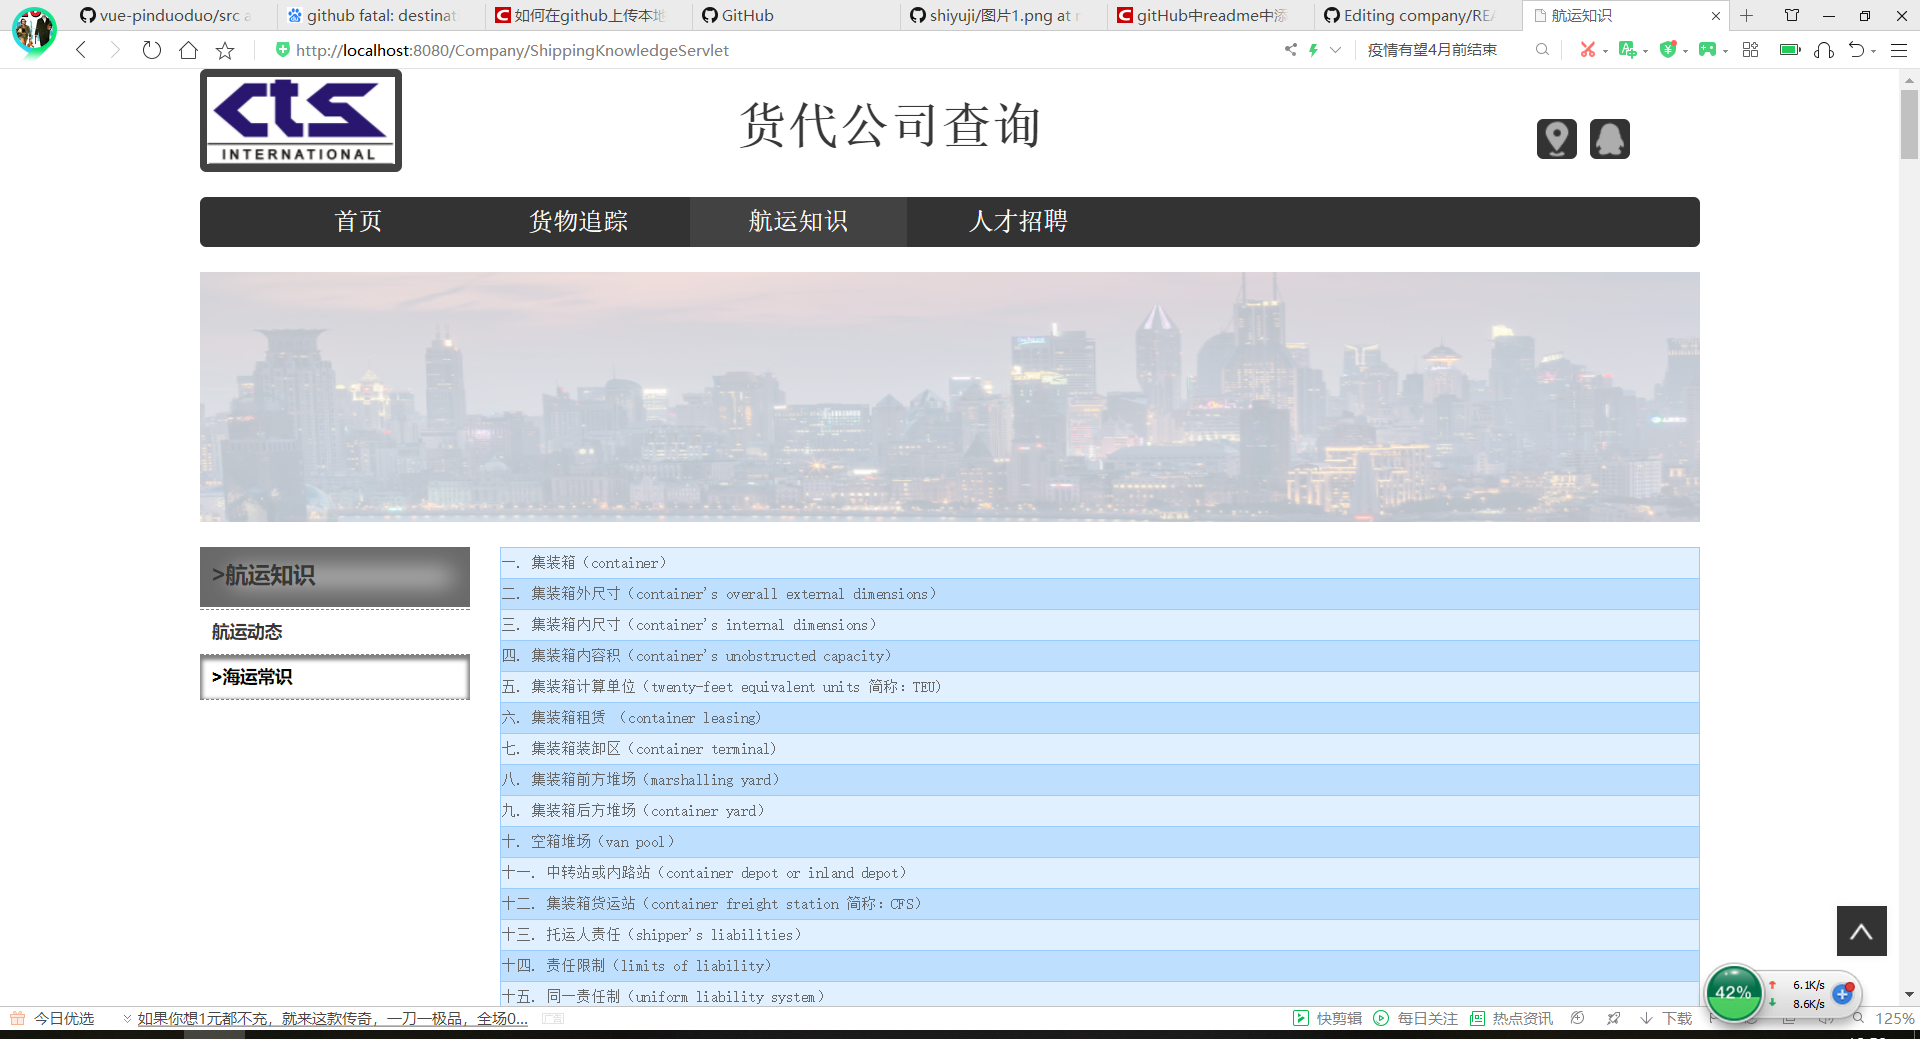 vue-pinduoduo/src a
github fatal: destinat
如何在github上传本地
GitHub
shiyuji/图片1.png at r
gitHub中readme中添
Editing company/REA
航运知识
http://localhost:8080/Company/ShippingKnowledgeServlet
疫情有望4月前结束
cts
INTERNATIONAL
货代公司查询
首页
货物追踪
航运知识
人才招聘
>航运知识
航运动态
>海运常识
一. 集装箱（container）
二. 集装箱外尺寸（container's overall external dimensions）
三. 集装箱内尺寸（container's internal dimensions）
四. 集装箱内容积（container's unobstructed capacity）
五. 集装箱计算单位（twenty-feet equivalent units 简称：TEU)
六. 集装箱租赁 （container leasing)
七. 集装箱装卸区（container terminal)
八. 集装箱前方堆场（marshalling yard）
九. 集装箱后方堆场（container yard）
十. 空箱堆场（van pool）
十一. 中转站或内路站（container depot or inland depot）
十二. 集装箱货运站（container freight station 简称：CFS）
十三. 托运人责任（shipper's liabilities）
十四. 责任限制（limits of liability）
十五. 同一责任制（uniform liability system）
42%
6.1K/s
8.6K/s
今日优选
如果你想1元都不充，就来这款传奇，一刀一极品，全场0...
广告
快剪辑
每日关注
热点资讯
下载
125%